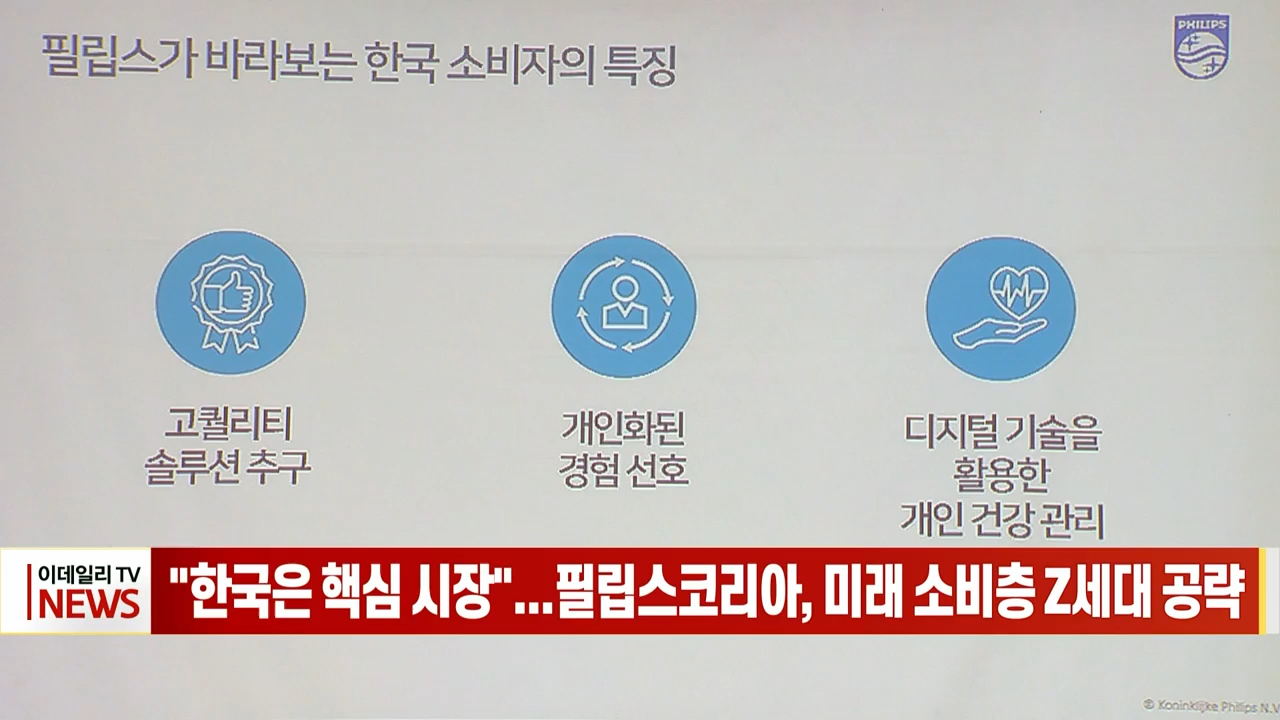 필립스가 바라보는 한국 소비자의 특징
PHILIPS
고퀄리티
솔루션 추구
개인화된
경험 선호
디지털 기술을
활용한
개인 건강 관리
이데일리 TV
NEWS
"한국은 핵심 시장"...필립스코리아, 미래 소비층 Z세대 공략
© Koninklijke Philips N.V